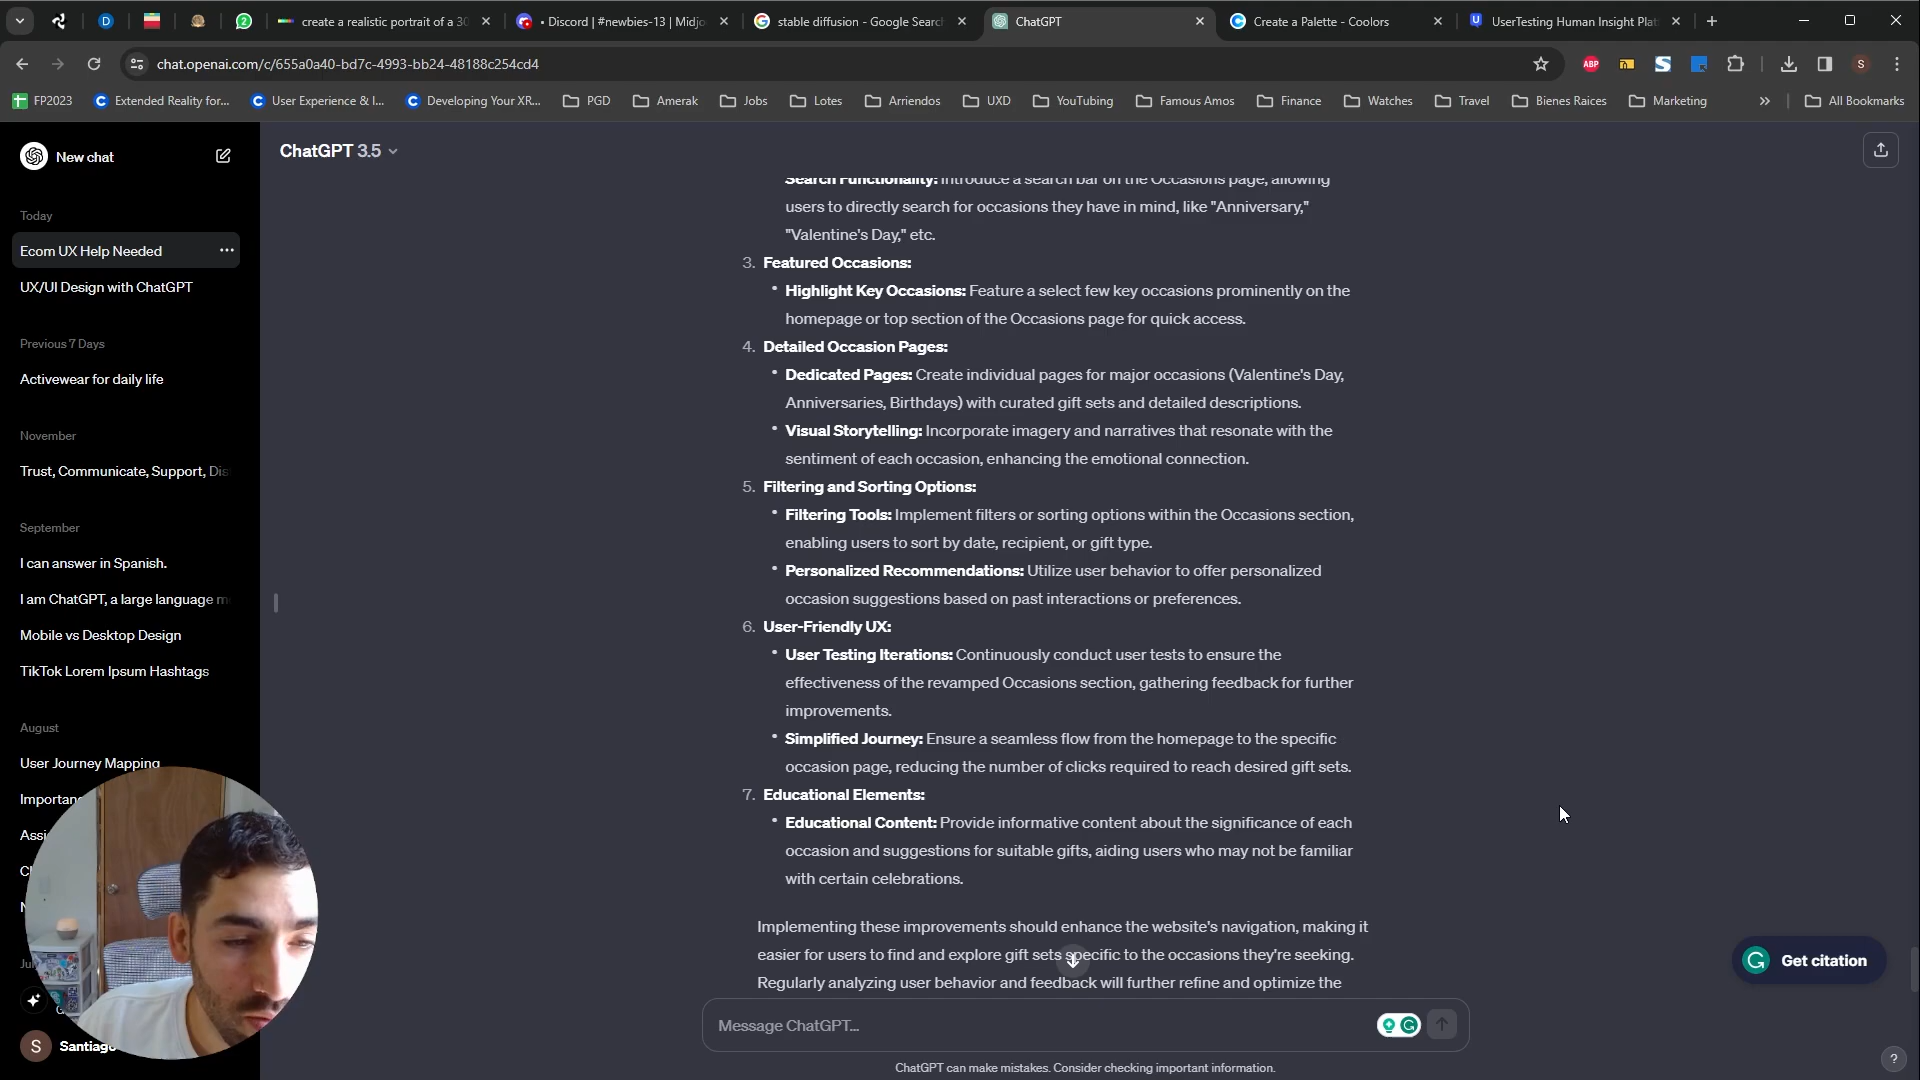 create a realistic portrait of a 30
• Discord | #newbies-13 | Midjo
stable diffusion - Google Search
ChatGPT
Create a Palette - Coolors
UserTesting Human Insight Plat
chat.openai.com/c/655a0a40-bd7c-4993-bb24-48188c254cd4
ABP
S
FP2023
Extended Reality for...
User Experience & I...
Developing Your XR...
PGD
Amerak
Jobs
Lotes
Arriendos
UXD
YouTubing
Famous Amos
Finance
Watches
Travel
Bienes Raices
Marketing
»
All Bookmarks
New chat
ChatGPT 3.5
Today
Ecom UX Help Needed
UX/UI Design with ChatGPT
Previous 7 Days
Activewear for daily life
November
Trust, Communicate, Support, Dis
September
I can answer in Spanish.
I am ChatGPT, a large language m
Mobile vs Desktop Design
TikTok Lorem Ipsum Hashtags
August
User Journey Mapping
Importanc
Assi
Santiago
S
Search Functionality: Introduce a search bar on the Occasions page, allowing
users to directly search for occasions they have in mind, like "Anniversary,"
"Valentine's Day," etc.
3. Featured Occasions:
• Highlight Key Occasions: Feature a select few key occasions prominently on the
homepage or top section of the Occasions page for quick access.
4. Detailed Occasion Pages:
• Dedicated Pages: Create individual pages for major occasions (Valentine's Day,
Anniversaries, Birthdays) with curated gift sets and detailed descriptions.
• Visual Storytelling: Incorporate imagery and narratives that resonate with the
sentiment of each occasion, enhancing the emotional connection.
5. Filtering and Sorting Options:
• Filtering Tools: Implement filters or sorting options within the Occasions section,
enabling users to sort by date, recipient, or gift type.
• Personalized Recommendations: Utilize user behavior to offer personalized
occasion suggestions based on past interactions or preferences.
6. User-Friendly UX:
• User Testing Iterations: Continuously conduct user tests to ensure the
effectiveness of the revamped Occasions section, gathering feedback for further
improvements.
• Simplified Journey: Ensure a seamless flow from the homepage to the specific
occasion page, reducing the number of clicks required to reach desired gift sets.
7. Educational Elements:
• Educational Content: Provide informative content about the significance of each
occasion and suggestions for suitable gifts, aiding users who may not be familiar
with certain celebrations.
Implementing these improvements should enhance the website's navigation, making it
easier for users to find and explore gift sets specific to the occasions they're seeking.
Regularly analyzing user behavior and feedback will further refine and optimize the
Get citation
Message ChatGPT...
ChatGPT can make mistakes. Consider checking important information.
?